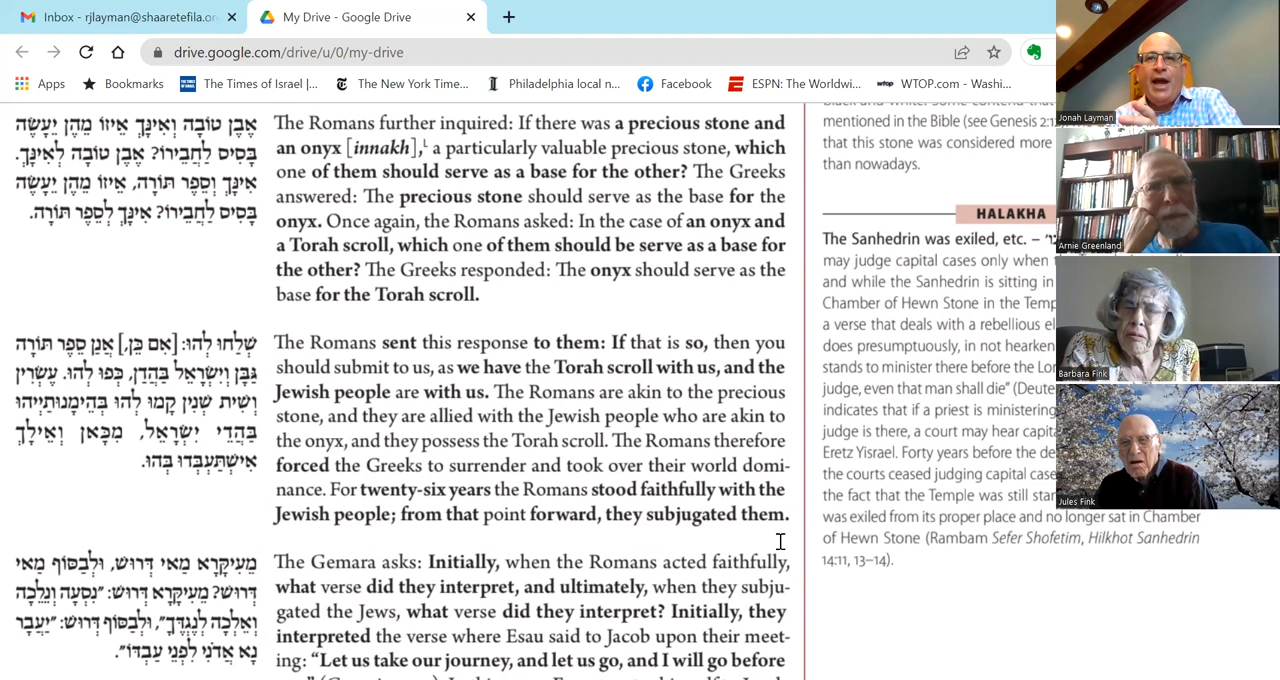 Inbox - rjlayman@shaaretefila.or
My Drive - Google Drive
drive.google.com/drive/u/0/my-drive
Apps
Bookmarks
The Times of Israel |...
The New York Times
Philadelphia local n...
Facebook
ESPN: The Worldwi...
WTOP.com - Washi...
אֶבֶן טוֹבָה וְאִינָּךְ אֵיזוֹ מֵהֶן יֵעָשֶׂה
בָּסִיס לַחֲבֵירוֹ? אֶבֶן טוֹבָה לְאִינָּךְ.
אִינָּךְ וְסֵפֶר תּוֹרָה, אֵיזוֹ מֵהֶן יֵעָשֶׂה
בָּסִיס לַחֲבֵירוֹ? אִינָּךְ לְסֵפֶר תּוֹרָה.
The Romans further inquired: If there was a precious stone and
an onyx [innakh], a particularly valuable precious stone, which
one of them should serve as a base for the other? The Greeks
answered: The precious stone should serve as the base for the
onyx. Once again, the Romans asked: In the case of an onyx and
a Torah scroll, which one of them should be serve as a base for
the other? The Greeks responded: The onyx should serve as the
base for the Torah scroll.
שְׁלַחוּ לְהוּ: [אִם כֵּן,] אֲנַן סֵפֶר תּוֹרָה
גַּבַּן וְיִשְׂרָאֵל בַּהֲדַן, כְּפוּ לְהוּ. עֶשְׂרִין
וְשִׁית שְׁנִין קָמוּ לְהוּ בְּהֵימָנוּתַיְיהוּ
בַּהֲדֵי יִשְׂרָאֵל, מִכָּאן וְאֵילָךְ
אִישְׁתַּעְבַּדוּ בְּהוּ.
The Romans sent this response to them: If that is so, then you
should submit to us, as we have the Torah scroll with us, and the
Jewish people are with us. The Romans are akin to the precious
stone, and they are allied with the Jewish people who are akin to
the onyx, and they possess the Torah scroll. The Romans therefore
forced the Greeks to surrender and took over their world domi-
nance. For twenty-six years the Romans stood faithfully with the
Jewish people; from that point forward, they subjugated them.
מֵעִיקָּרָא מַאי דְּרוּשׁ, וּלְבַסּוֹף מַאי
דְּרוּשׁ? מֵעִיקָּרָא דְּרוּשׁ: "נִסְעָה וְנֵלֵכָה
וְאֵלְכָה לְנֶגְדֶּךָ", וּלְבַסּוֹף דְּרוּשׁ: "יַעֲבָר
נָא אֲדֹנִי לִפְנֵי עַבְדּוֹ".
The Gemara asks: Initially, when the Romans acted faithfully,
what verse did they interpret, and ultimately, when they subju-
gated the Jews, what verse did they interpret? Initially, they
interpreted the verse where Esau said to Jacob upon their meet-
ing: "Let us take our journey, and let us go, and I will go before
black and white. Some contend that
mentioned in the Bible (see Genesis 2:1
that this stone was considered more
than nowadays.
HALAKHA
The Sanhedrin was exiled, etc. –
may judge capital cases only when
and while the Sanhedrin is sitting in
Chamber of Hewn Stone in the Temp
a verse that deals with a rebellious el
does presumptuously, in not hearken
stands to minister there before the Lor
judge, even that man shall die" (Deute
indicates that if a priest is ministering
judge is there, a court may hear capita
Eretz Yisrael. Forty years before the de
the courts ceased judging capital case
the fact that the Temple was still stan
was exiled from its proper place and no longer sat in Chamber
of Hewn Stone (Rambam Sefer Shofetim, Hilkhot Sanhedrin
14:11, 13–14).
Jonah Layman
Arnie Greenland
Barbara Fink
Jules Fink